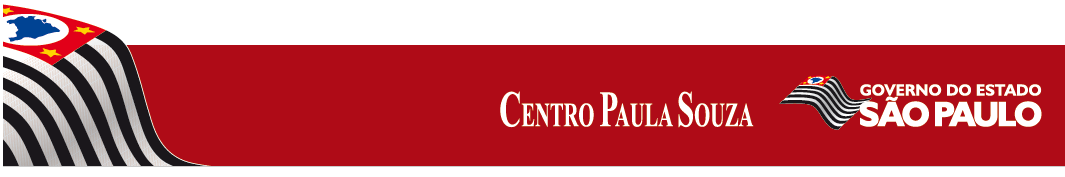 CENTRO PAULA SOUZA
GOVERNO DO ESTADO
SÃO PAULO